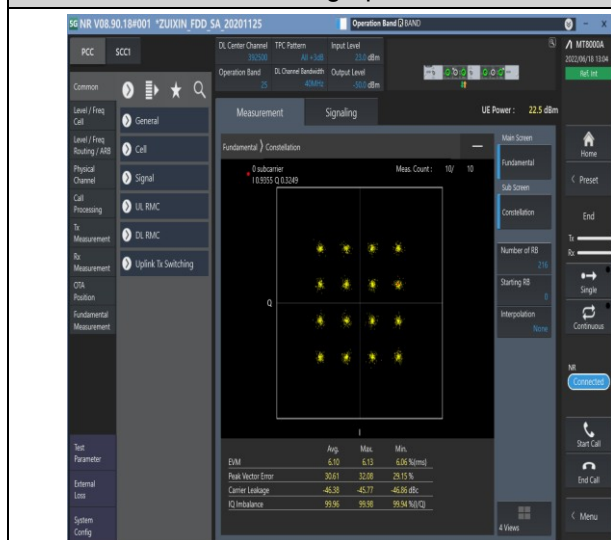 5G NR V08.90.18#001 *ZUIXIN_FDD_SA_20201125
Operation Band BAND
PCC
SCC1
DL Center Channel
392500
TPC Pattern
All +3dB
Input Level
23.0 dBm
Operation Band
25
DL Channel Bandwidth
40MHz
Output Level
-50.0 dBm
MT8000A
2022/06/18 13:04
Ref. Int
Common
Level / Freq
Cell
Level / Freq
Routing / ARB
Physical
Channel
Call
Processing
Tx
Measurement
Rx
Measurement
OTA
Position
Fundamental
Measurement
Test
Parameter
External
Loss
System
Config
General
Cell
Signal
UL RMC
DL RMC
Uplink Tx Switching
Measurement
Signaling
UE Power : 22.5 dBm
Fundamental Constellation
0 subcarrier
I 0.9355 Q 0.3249
Meas. Count : 10/ 10
Q
I
Avg. Max. Min.
EVM 6.10 6.13 6.06 %(rms)
Peak Vector Error 30.61 32.08 29.15 %
Carrier Leakage -46.38 -45.77 -46.86 dBc
IQ Imbalance 99.96 99.98 99.94 %(I/Q)
Main Screen
Fundamental
Sub Screen
Constellation
Number of RB
216
Starting RB
0
Interpolation
None
4 Views
Home
Preset
End
Tx
Rx
Single
Continuous
NR
Connected
Start Call
End Call
Menu